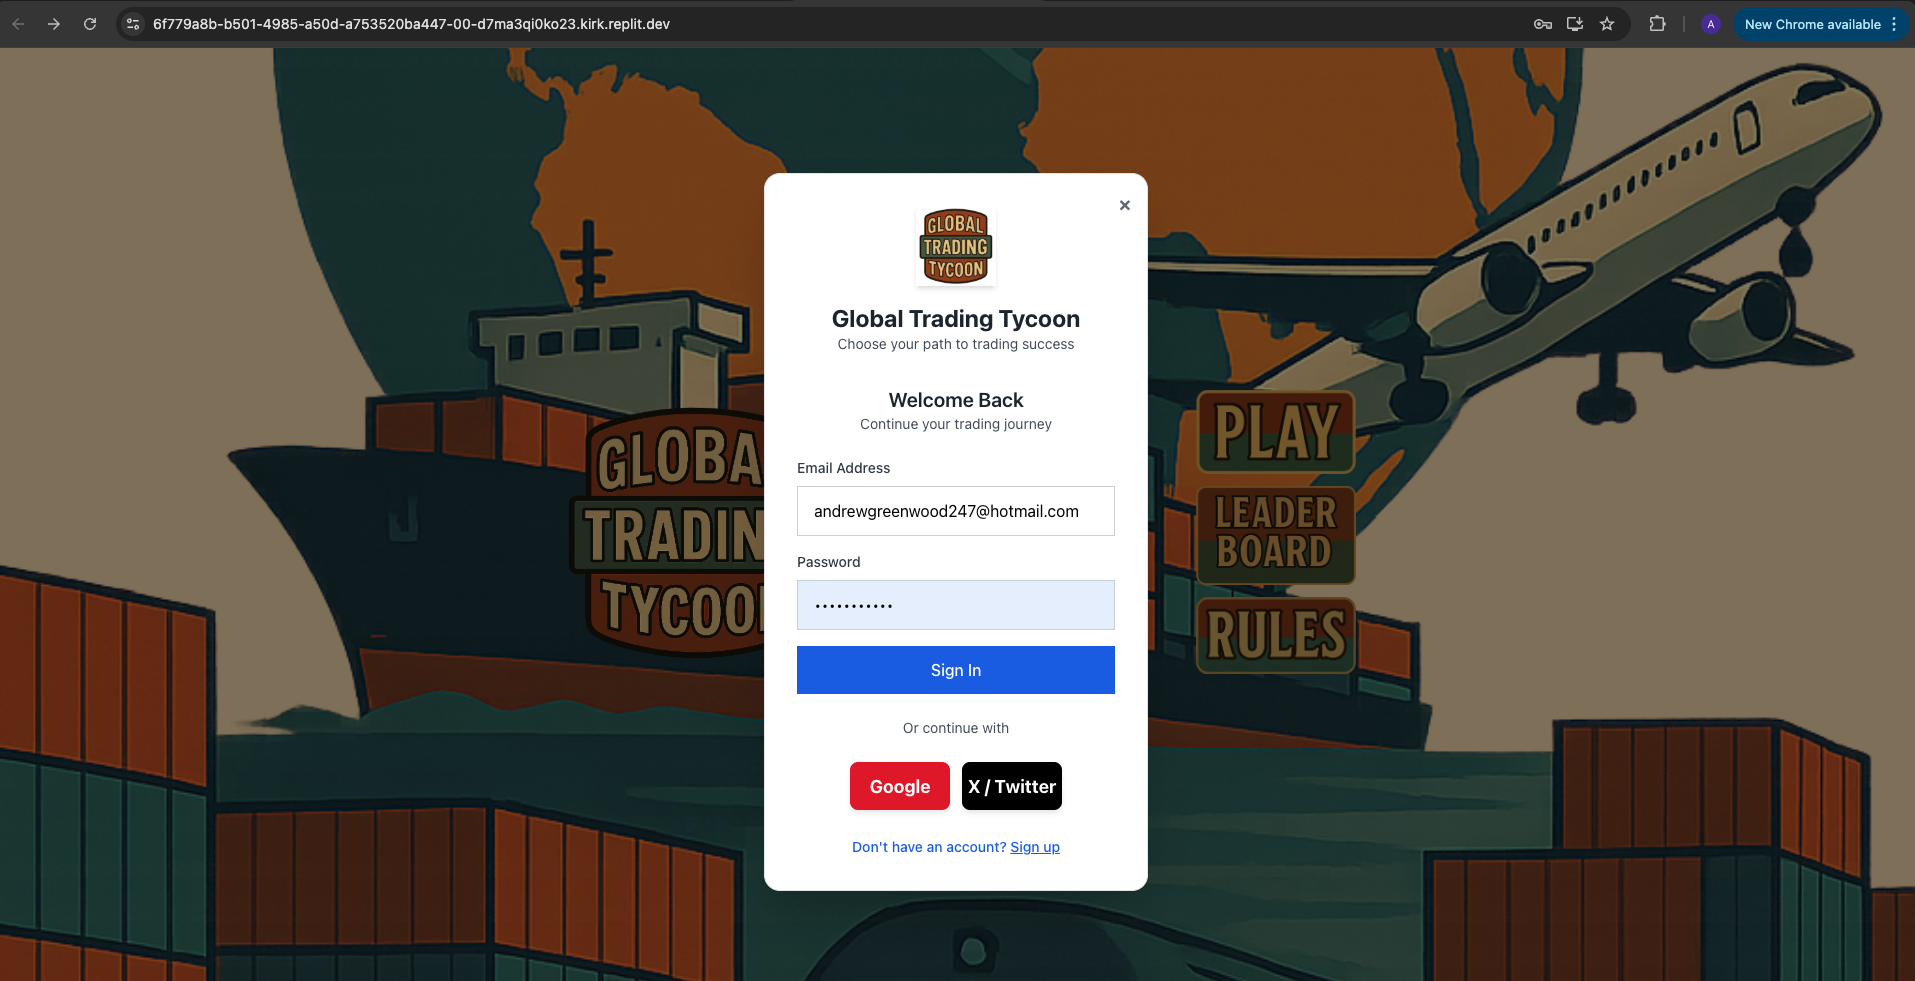 6f779a8b-b501-4985-a50d-a753520ba447-00-d7ma3qi0ko23.kirk.replit.dev
A
New Chrome available
GLOBAL
TRADING
TYCOON
Global Trading Tycoon
Choose your path to trading success
Welcome Back
Continue your trading journey
Email Address
andrewgreenwood247@hotmail.com
Password
Sign In
Or continue with
Google
X / Twitter
Don't have an account? Sign up
GLOBA
TRADIN
TYCOO
PLAY
LEADER
BOARD
RULES